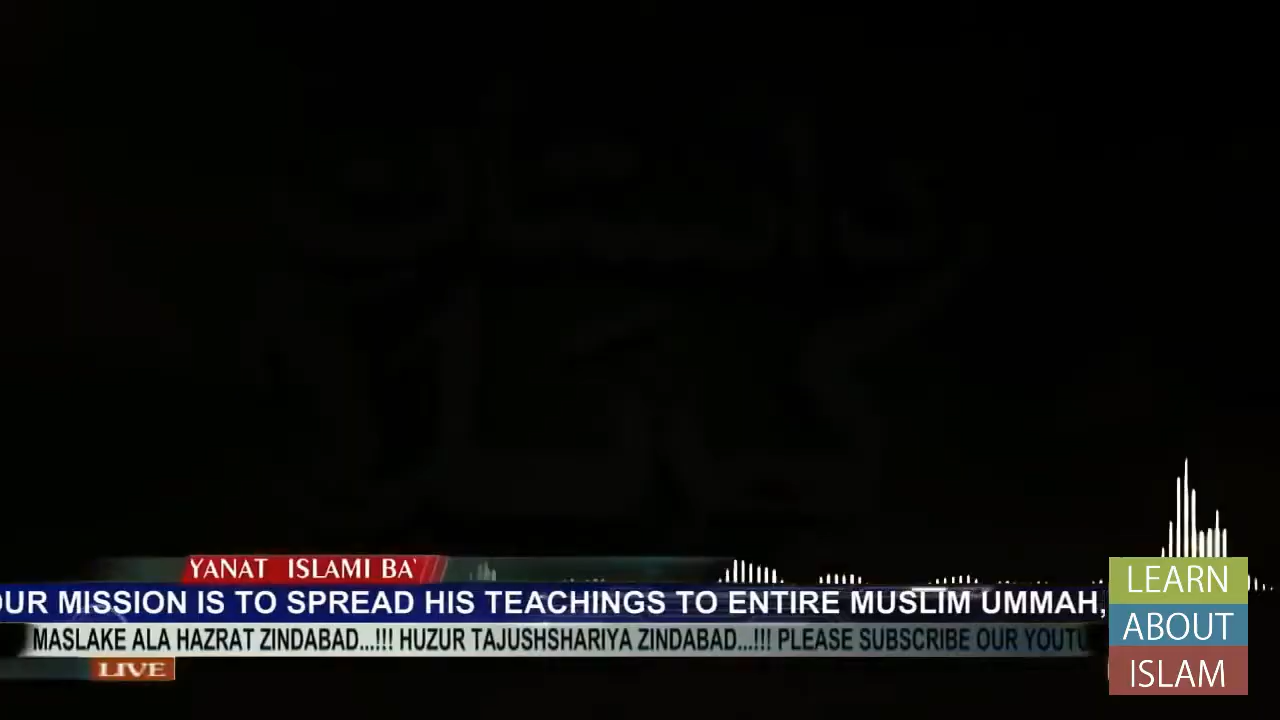 YANAT ISLAMI BA
OUR MISSION IS TO SPREAD HIS TEACHINGS TO ENTIRE MUSLIM UMMAH,
MASLAKE ALA HAZRAT ZINDABAD...!!! HUZUR TAJUSHSHARIYA ZINDABAD...!!! PLEASE SUBSCRIBE OUR YOUTU
LIVE
LEARN
ABOUT
ISLAM